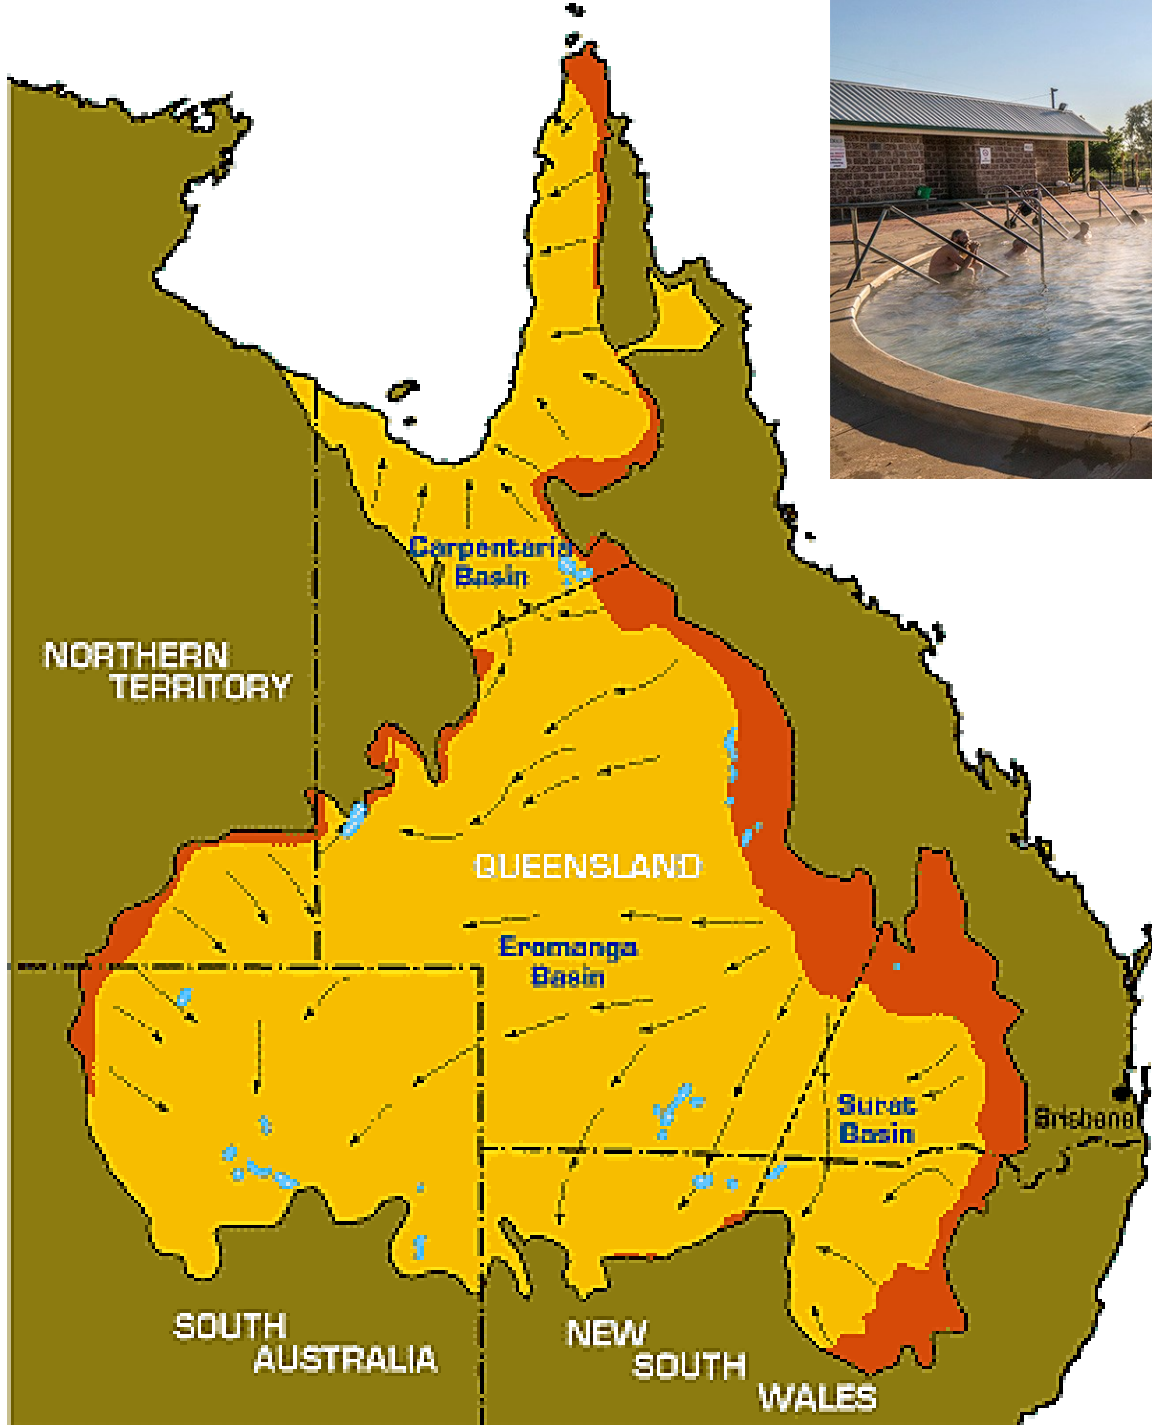 Carpentaria
Basin
NORTHERN
TERRITORY
QUEENSLAND
Eromanga
Basin
Surat
Basin
Brisbane
SOUTH
AUSTRALIA
NEW
SOUTH
WALES